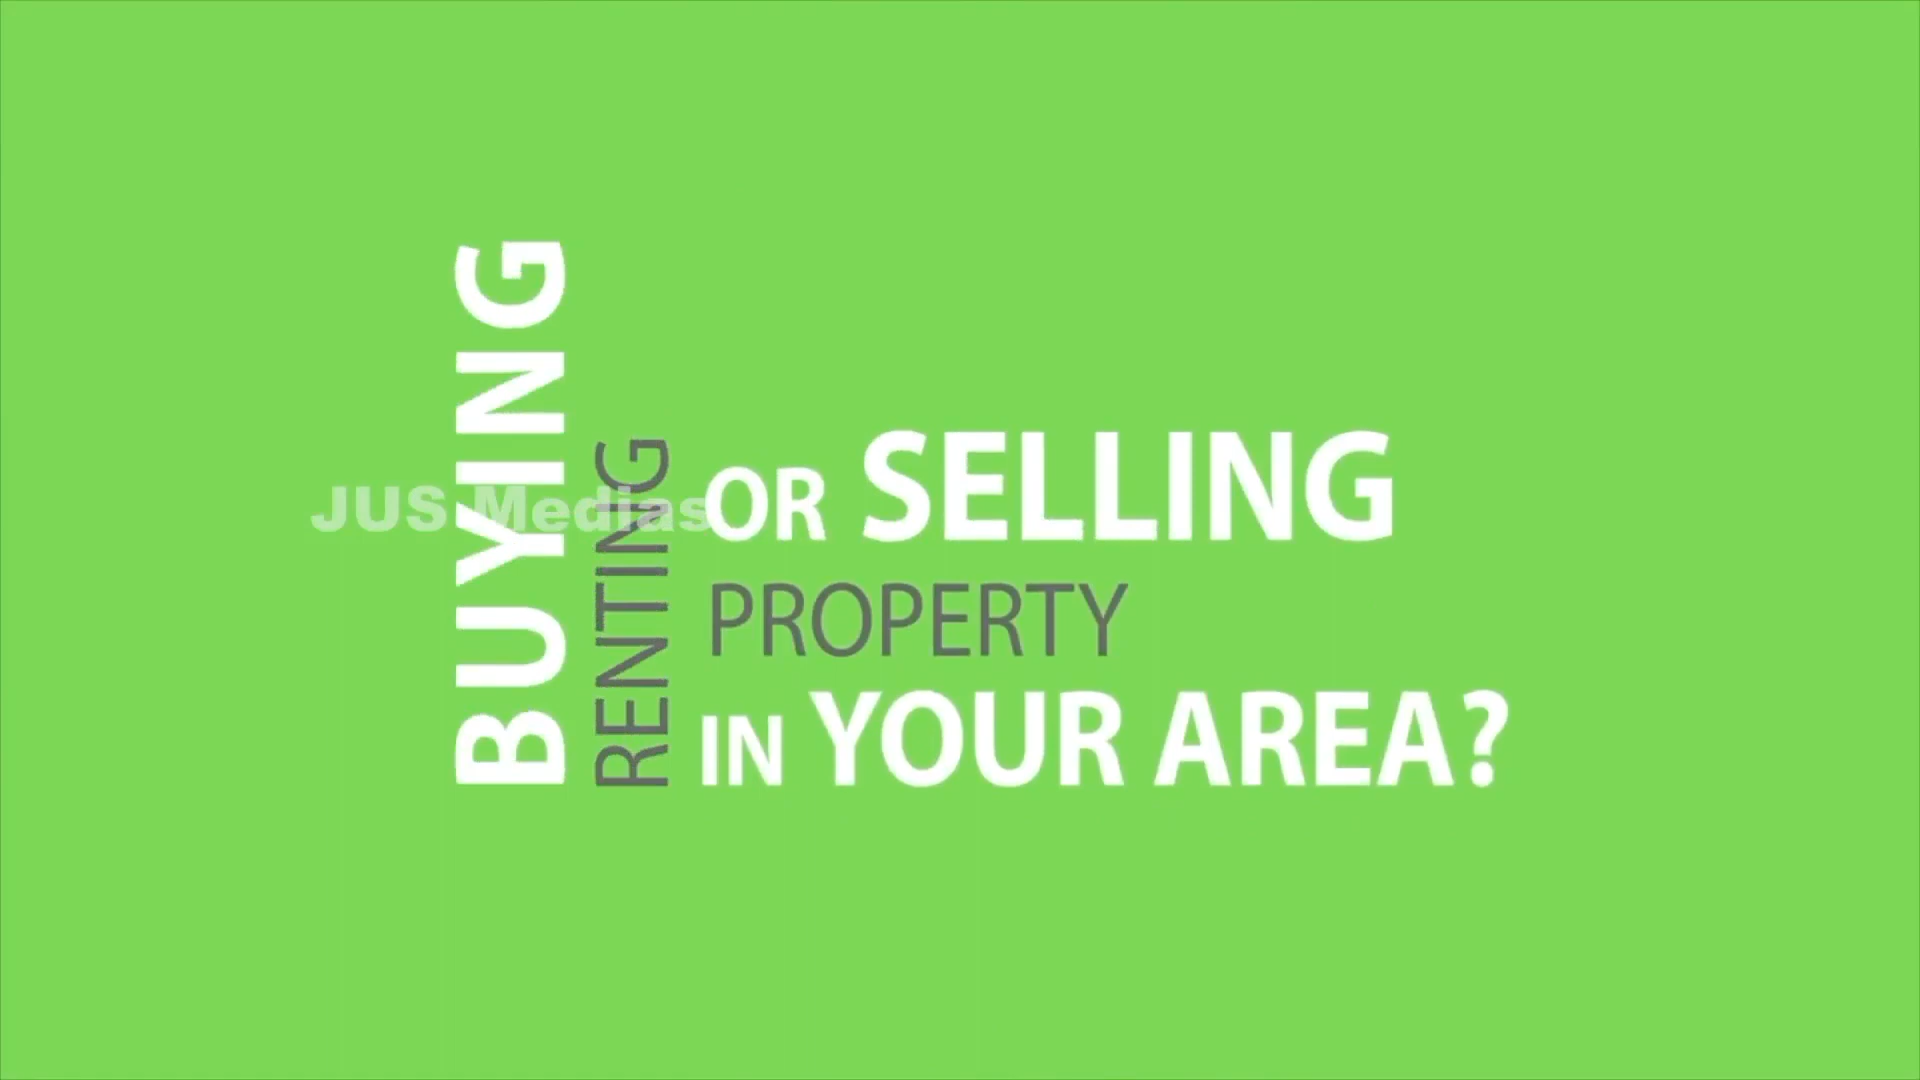 BUYING
RENTING
OR SELLING
PROPERTY
IN YOUR AREA?
JUS Medias